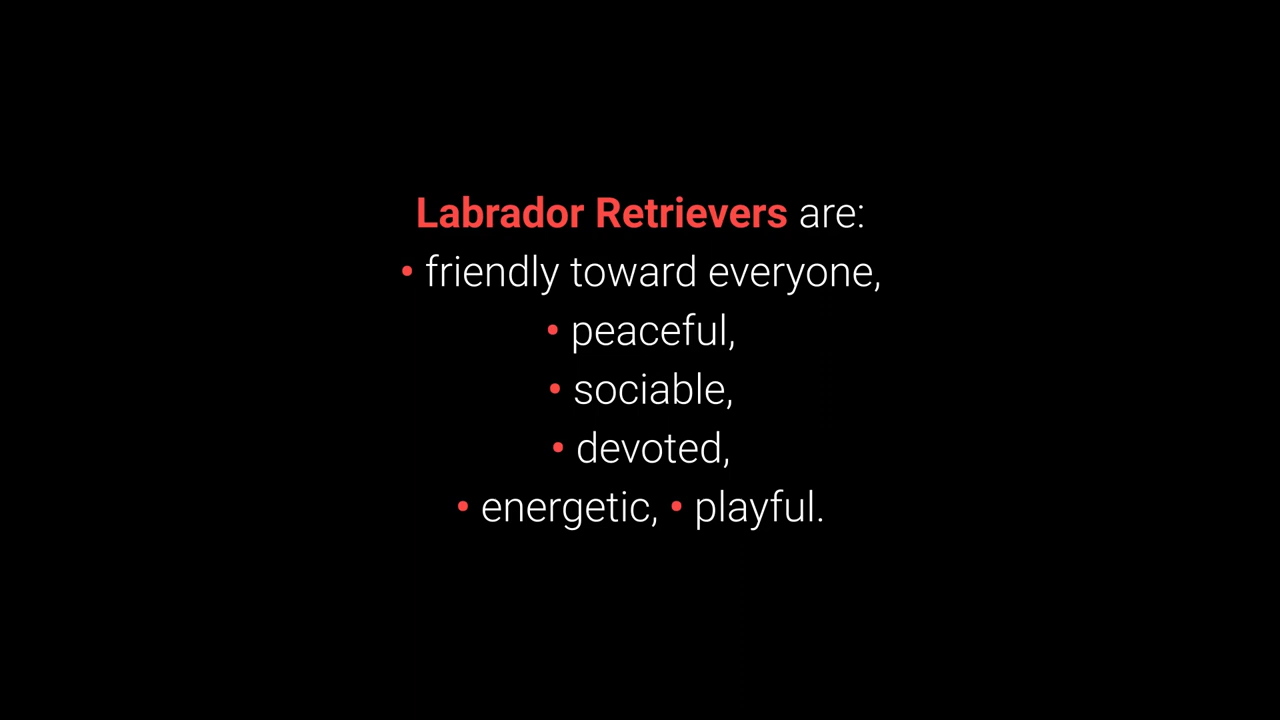 Labrador Retrievers are:
• friendly toward everyone,
• peaceful,
• sociable,
• devoted,
• energetic, • playful.